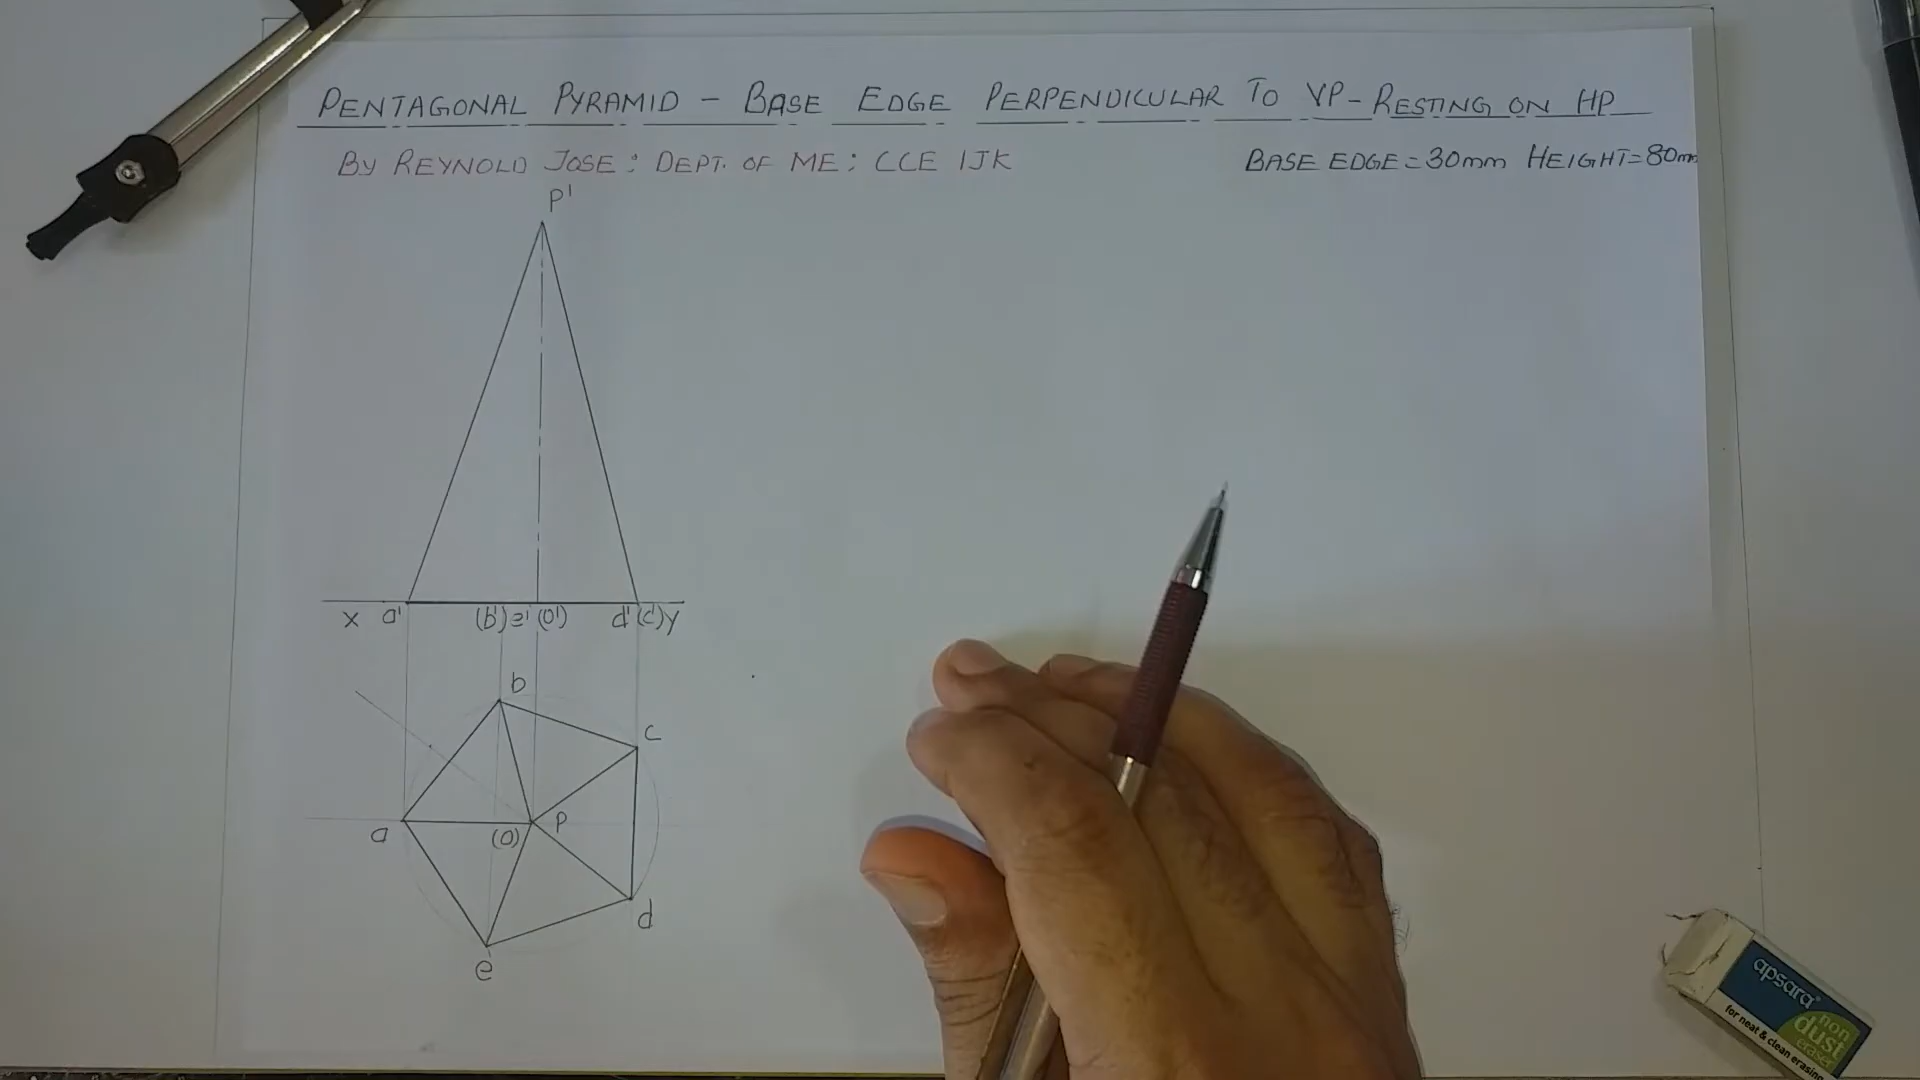 PENTAGONAL PYRAMID - BASE EDGE PERPENDICULAR TO VP - RESTING ON HP
BY REYNOLD JOSE : DEPT. OF ME ; CCE IJK
BASE EDGE = 30mm HEIGHT = 80mm
p'
x a' (b') e' (o') d' (c') y
b
c
a (o) p
d
e
apsara
non
dust
eraser
for neat & clean erasing